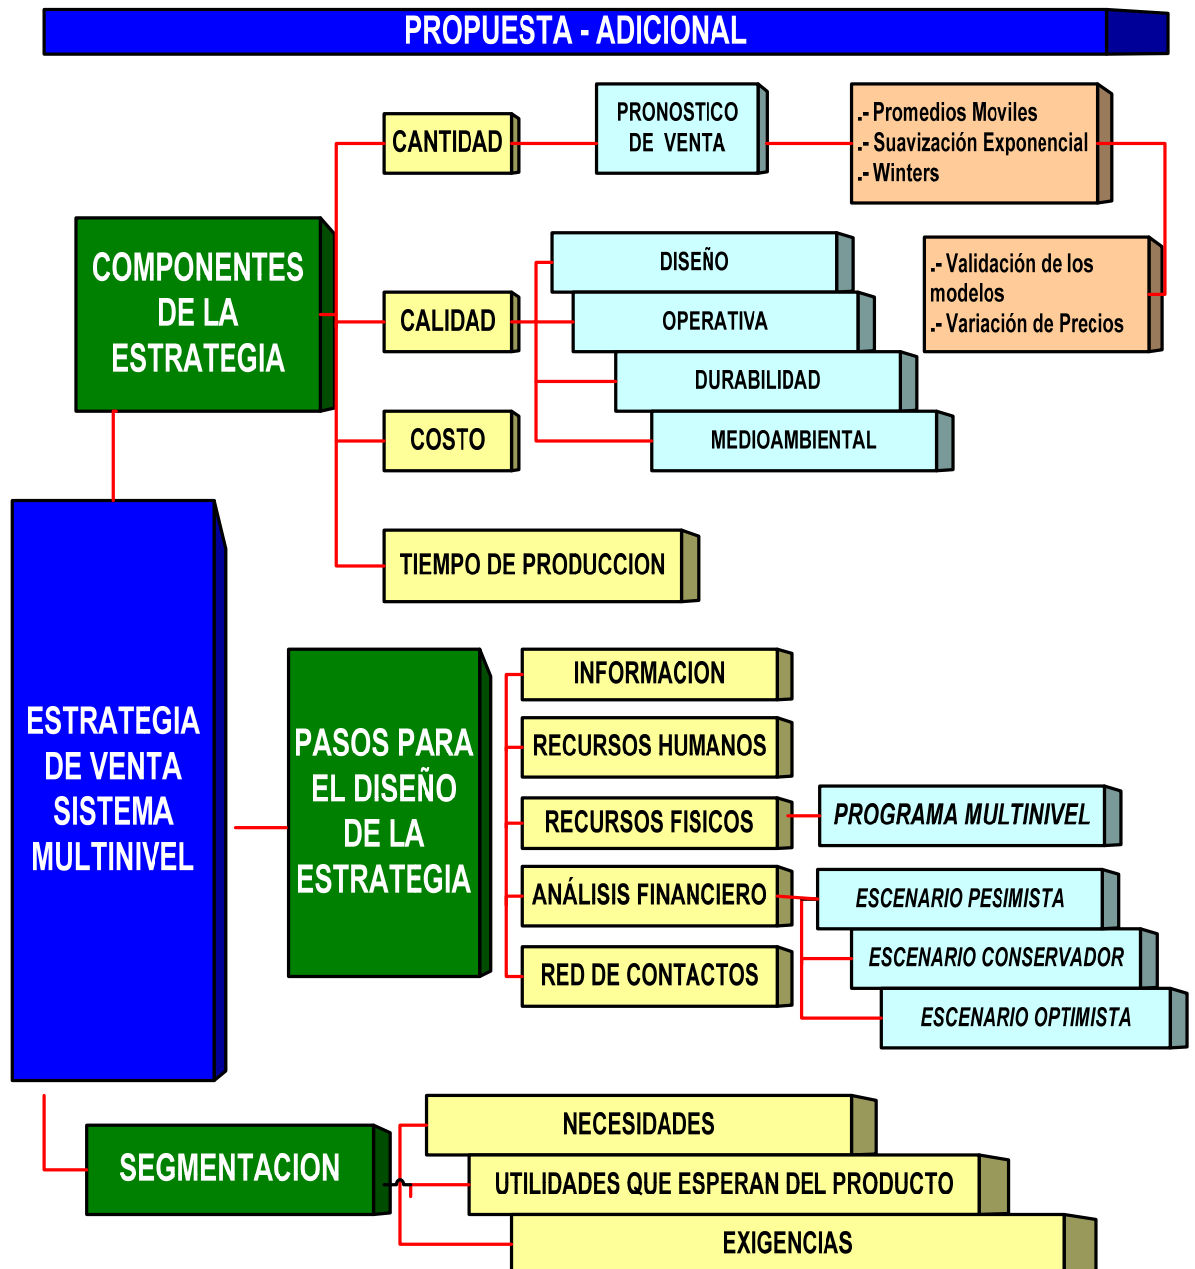 PROPUESTA - ADICIONAL
COMPONENTES
DE LA
ESTRATEGIA
CANTIDAD
PRONOSTICO
DE VENTA
.- Promedios Moviles
.- Suavización Exponencial
.- Winters
.- Validación de los
modelos
.- Variación de Precios
CALIDAD
DISEÑO
OPERATIVA
DURABILIDAD
MEDIOAMBIENTAL
COSTO
TIEMPO DE PRODUCCION
ESTRATEGIA
DE VENTA
SISTEMA
MULTINIVEL
PASOS PARA
EL DISEÑO
DE LA
ESTRATEGIA
INFORMACION
RECURSOS HUMANOS
RECURSOS FISICOS
PROGRAMA MULTINIVEL
ANÁLISIS FINANCIERO
ESCENARIO PESIMISTA
ESCENARIO CONSERVADOR
ESCENARIO OPTIMISTA
RED DE CONTACTOS
SEGMENTACION
NECESIDADES
UTILIDADES QUE ESPERAN DEL PRODUCTO
EXIGENCIAS